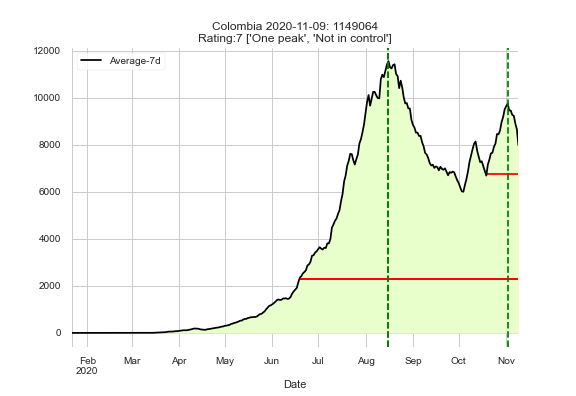 Colombia 2020-11-09: 1149064
Rating:7 ['One peak', 'Not in control']
Average-7d
12000
10000
8000
6000
4000
2000
0
Feb Mar Apr May Jun Jul Aug Sep Oct Nov
2020
Date